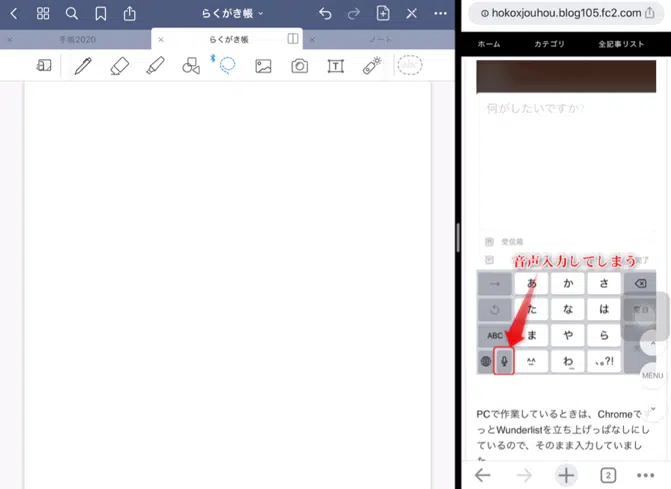 らくがき帳
手帳2020
らくがき帳
ノート
T
hokoxjouhou.blog105.fc2.com
ホーム
カテゴリ
全記事リスト
何がしたいですか?
受信箱
完了
音声入力してしまう
あ
か
さ
た
な
は
空白
ABC
ま
や
ら
^^
わ
、。?!
MENU
PCで作業しているときは、Chromeでず
っとWunderlistを立ち上げっぱなしにし
ているので、そのまま入力していまし
た
2